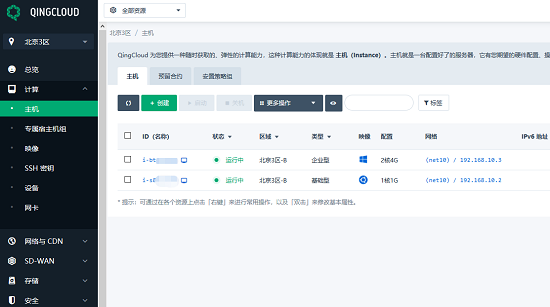 QINGCLOUD
全部资源
北京3区
北京3区 / 主机
QingCloud 为您提供一种随时获取的、弹性的计算能力，这种计算能力的体现就是 主机（Instance）。主机就是一台配置好了的服务器，它有您期望的硬件配置、操
总览
计算
主机
专属宿主机组
映像
SSH 密钥
设备
网卡
网络与 CDN
SD-WAN
存储
安全
主机 预留合约 安置策略组
创建 启动 关机 更多操作 标签
ID（名称） 状态 区域 类型 映像 配置 网络 IPv6 地址
运行中 北京3区-B 企业型 2核4G (net10) / 192.168.10.3
运行中 北京3区-B 基础型 1核1G (net10) / 192.168.10.2
* 提示：可通过在各个资源上点击「右键」来进行常用操作，以及「双击」来修改基本属性。